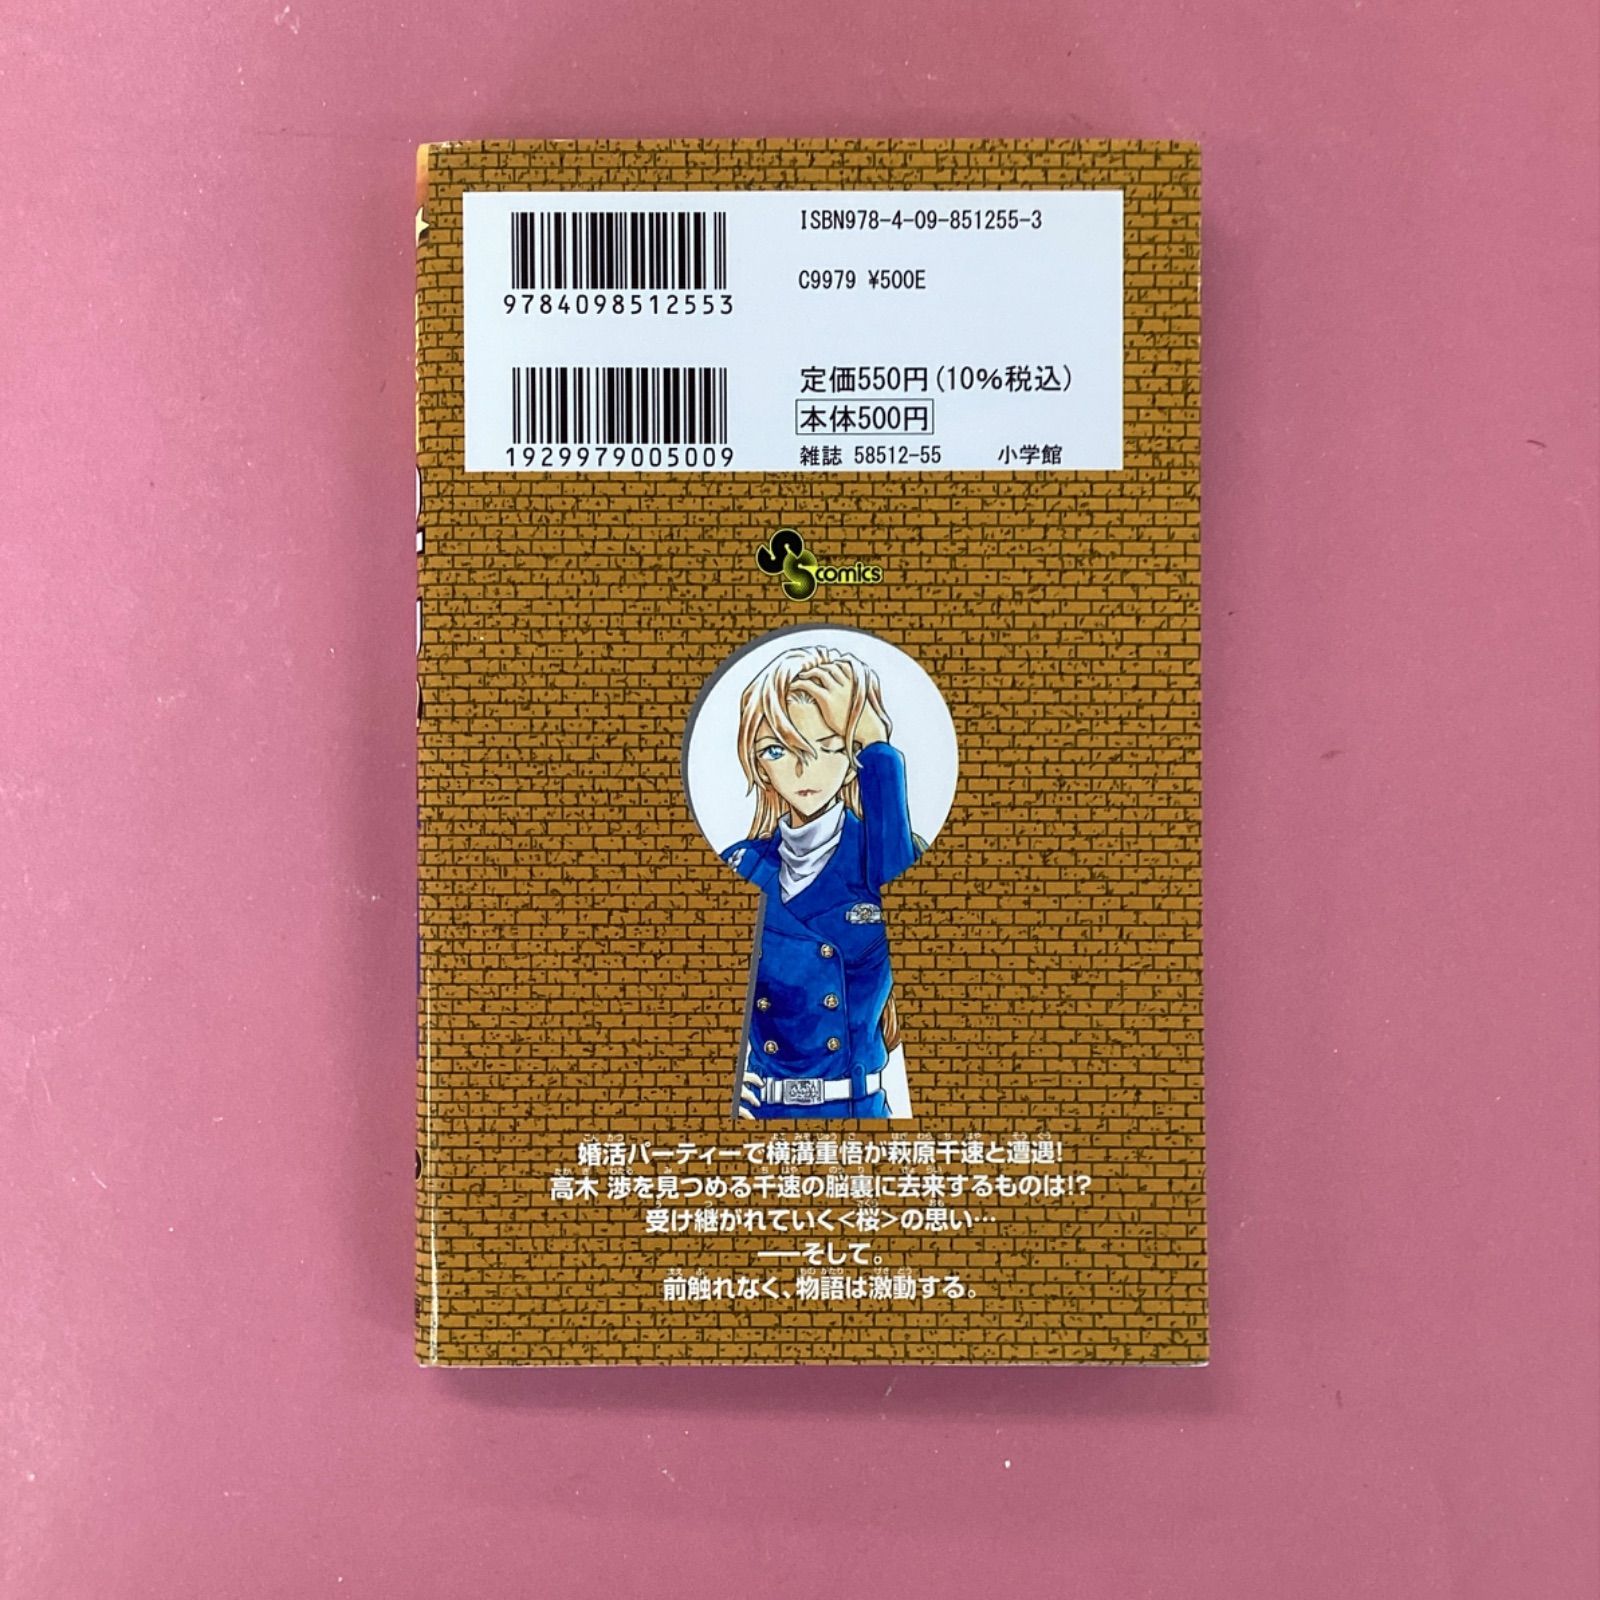 ISBN978-4-09-851255-3
C9979 ¥500E
9784098512553
定価550円(10%税込)
本体500円
雑誌 58512-55 小学館
1929979005009
SS comics
婚活パーティーで横溝重悟が萩原千速と遭遇!
高木 渉を見つめる千速の脳裏に去来するものは!?
受け継がれていく<桜>の思い…
──そして。
前触れなく、物語は激動する。